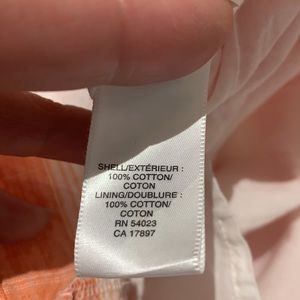 SHELL/EXTÉRIEUR :
100% COTTON/
COTON
LINING/DOUBLURE :
100% COTTON/
COTON
RN 54023
CA 17897